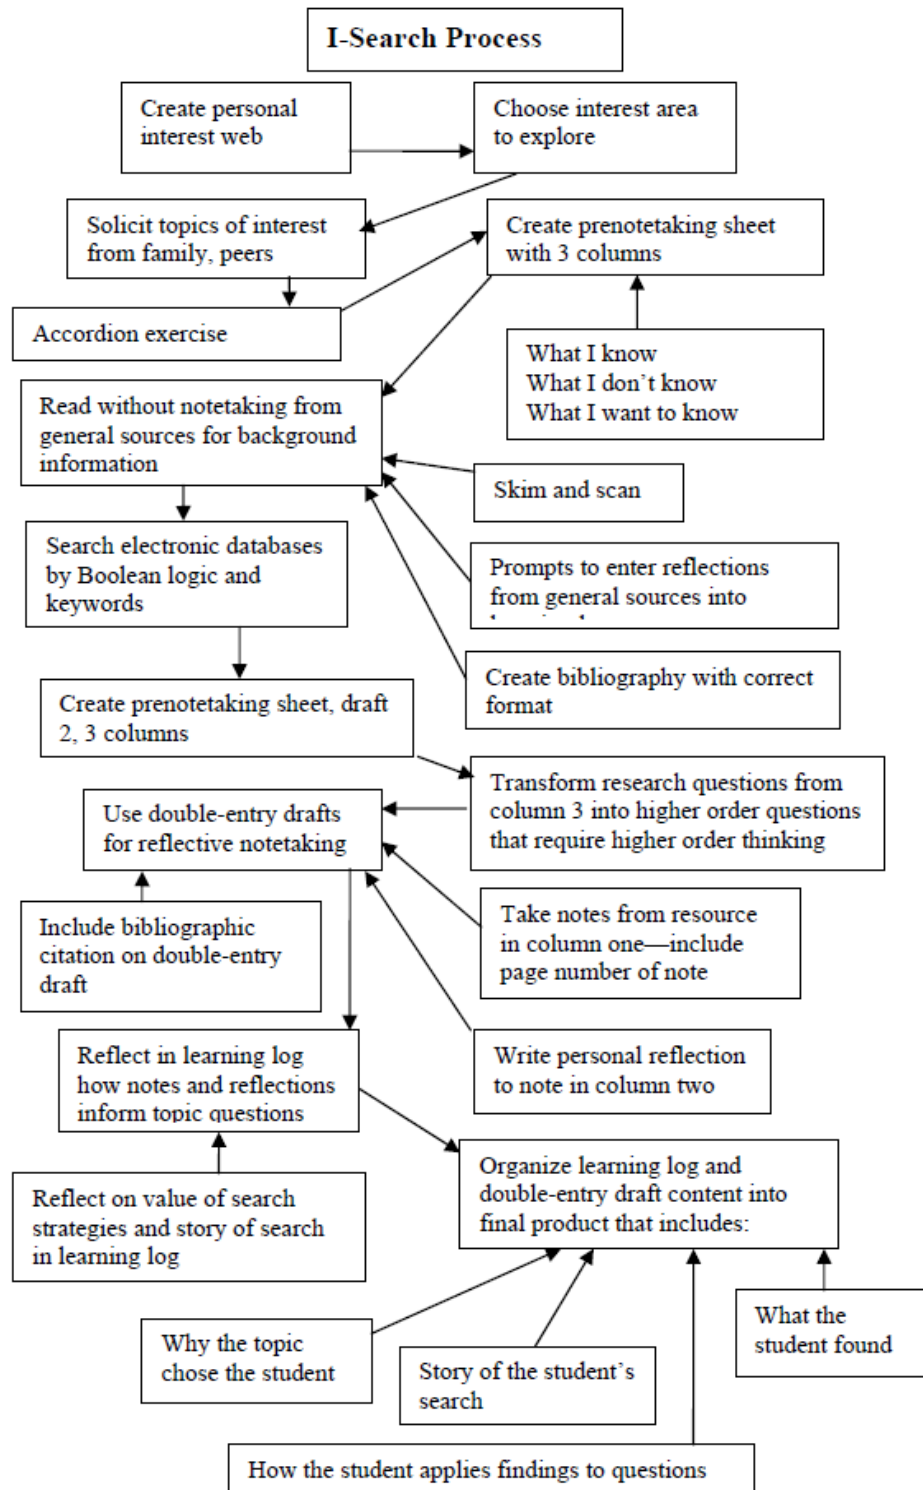 I-Search Process
Create personal
interest web
Choose interest area
to explore
Solicit topics of interest
from family, peers
Create prenotetaking sheet
with 3 columns
Accordion exercise
What I know
What I don’t know
What I want to know
Read without notetaking from
general sources for background
information
Skim and scan
Search electronic databases
by Boolean logic and
keywords
Prompts to enter reflections
from general sources into
Create bibliography with correct
format
Create prenotetaking sheet, draft
2, 3 columns
Transform research questions from
column 3 into higher order questions
that require higher order thinking
Use double-entry drafts
for reflective notetaking
Take notes from resource
in column one—include
page number of note
Include bibliographic
citation on double-entry
draft
Reflect in learning log
how notes and reflections
inform topic questions
Write personal reflection
to note in column two
Organize learning log and
double-entry draft content into
final product that includes:
Reflect on value of search
strategies and story of search
in learning log
What the
student found
Why the topic
chose the student
Story of the student’s
search
How the student applies findings to questions